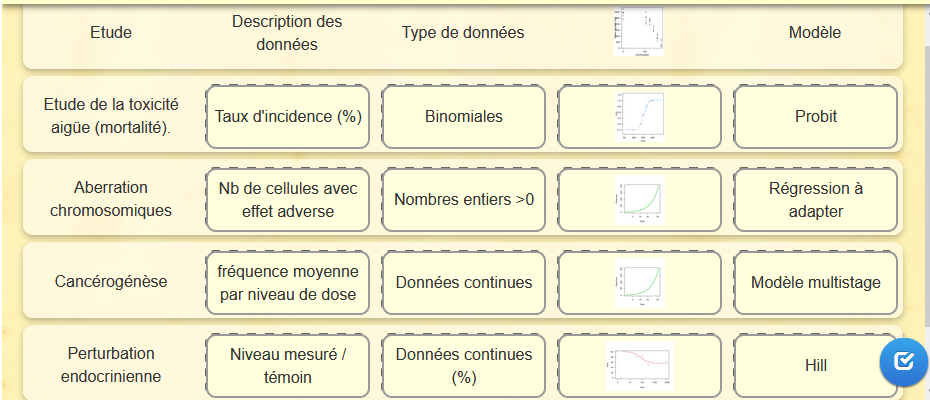 Etude
Description des
données
Type de données
Modèle
Etude de la toxicité
aigüe (mortalité).
Taux d'incidence (%)
Binomiales
Probit
Aberration
chromosomiques
Nb de cellules avec
effet adverse
Nombres entiers >0
Régression à
adapter
Cancérogénèse
fréquence moyenne
par niveau de dose
Données continues
Modèle multistage
Perturbation
endocrinienne
Niveau mesuré /
témoin
Données continues
(%)
Hill